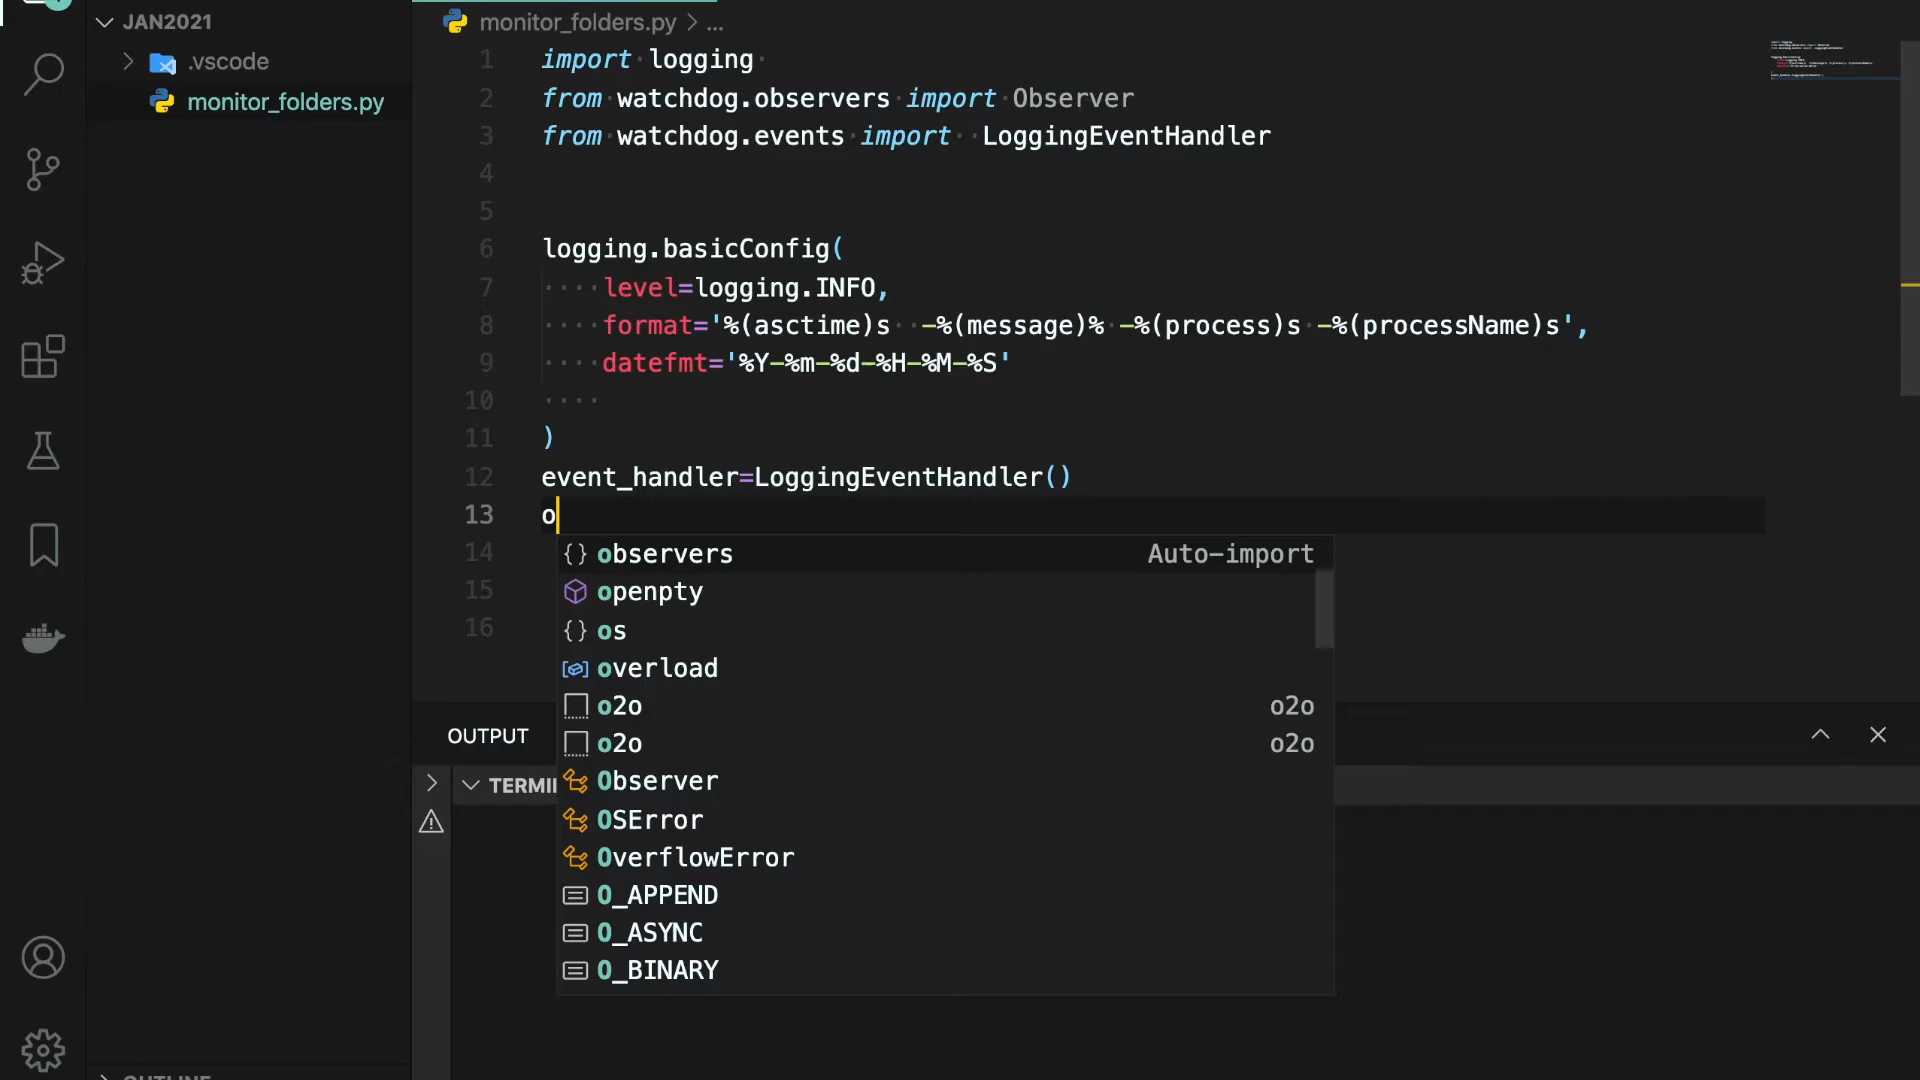 JAN2021
.vscode
monitor_folders.py
monitor_folders.py > ...
1 import logging
2 from watchdog.observers import Observer
3 from watchdog.events import  LoggingEventHandler
4
5
6 logging.basicConfig(
7     level=logging.INFO,
8     format='%(asctime)s  -%(message)% -%(process)s -%(processName)s',
9     datefmt='%Y-%m-%d-%H-%M-%S'
10
11 )
12 event_handler=LoggingEventHandler()
13 o
14
15
16
observers Auto-import
openpty
os
overload
o2o o2o
o2o o2o
Observer
OSError
OverflowError
O_APPEND
O_ASYNC
O_BINARY
OUTPUT
TERMI
OUTLINE